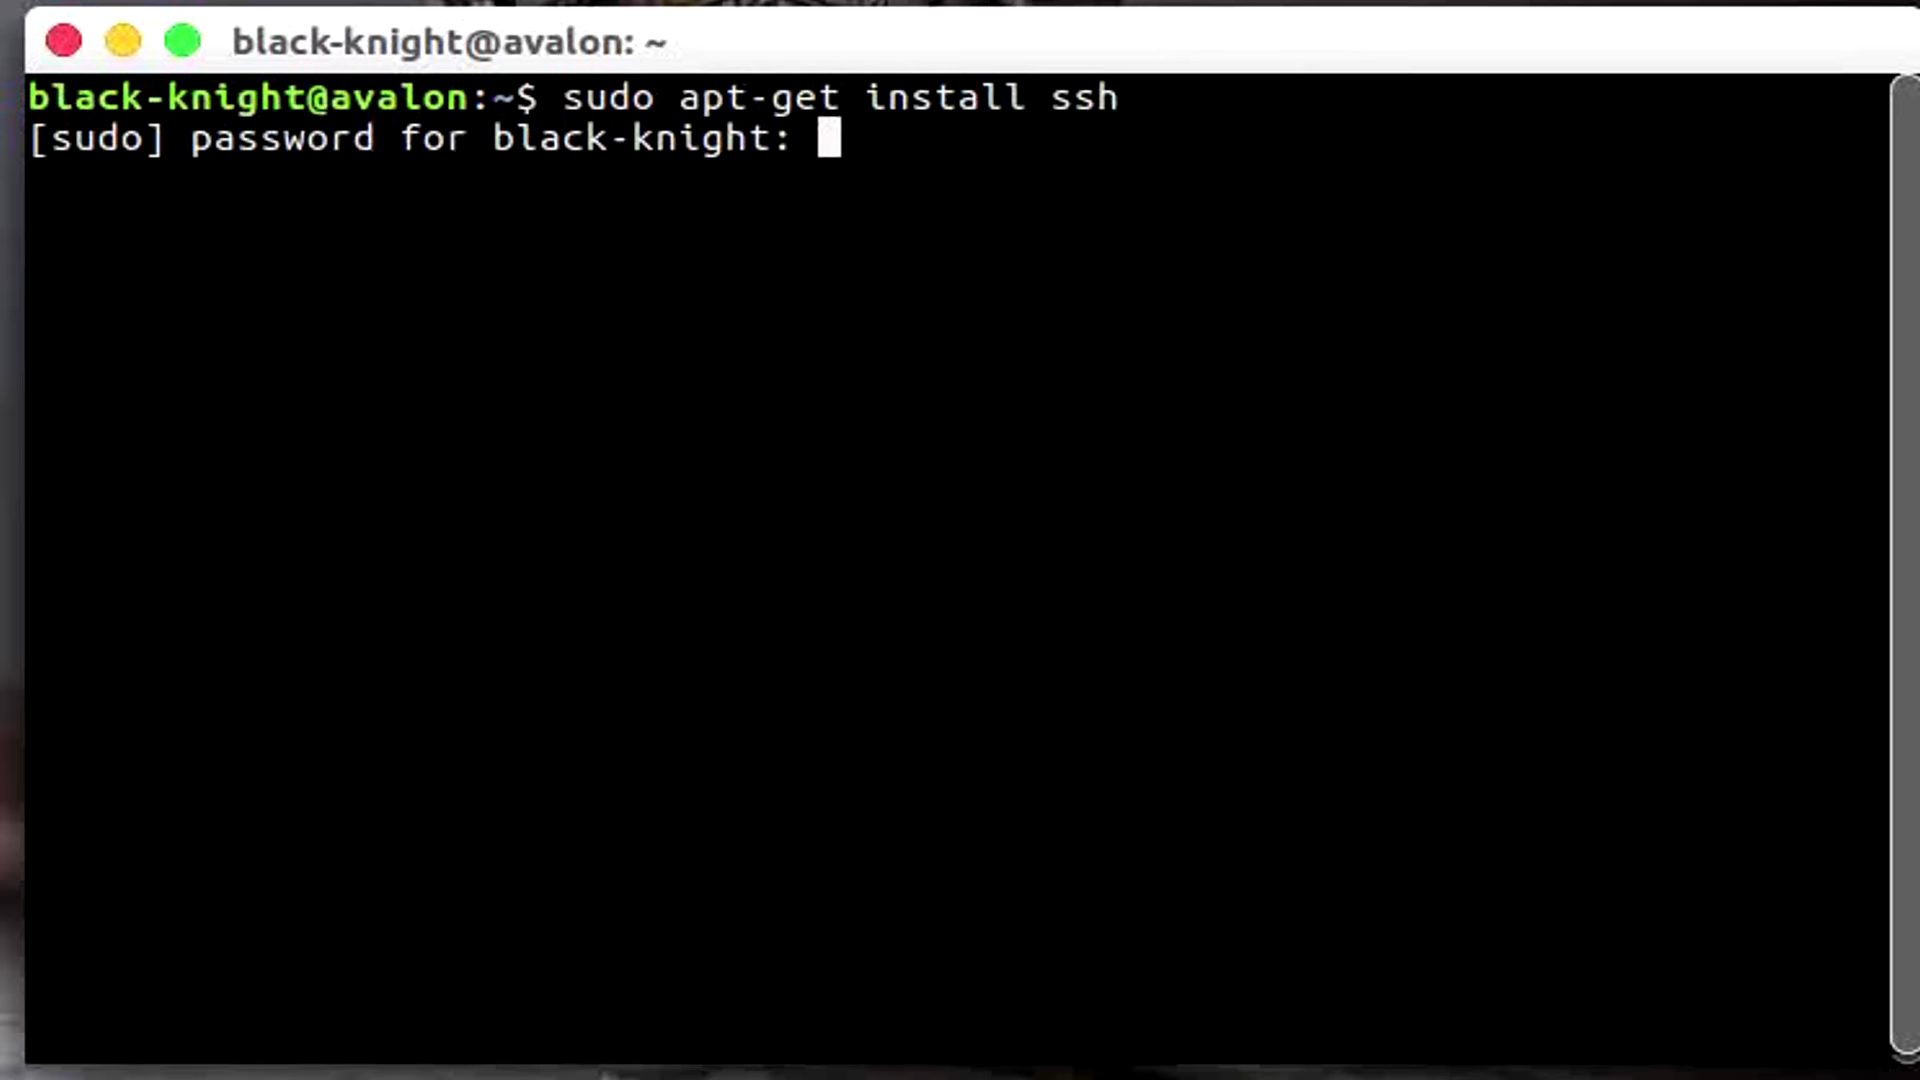 black-knight@avalon: ~
black-knight@avalon:~$ sudo apt-get install ssh
[sudo] password for black-knight: